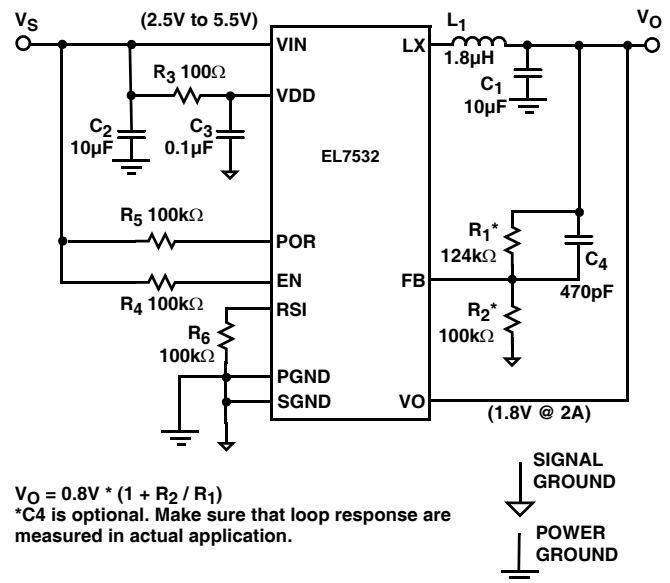 VS
(2.5V to 5.5V)
L1
VO
VIN
LX
1.8µH
R3 100Ω
C1
10µF
VDD
C2
10µF
C3
0.1µF
EL7532
R5 100kΩ
POR
R1*
124kΩ
C4
470pF
EN
FB
R4 100kΩ
RSI
R2*
100kΩ
R6
100kΩ
PGND
SGND
VO
(1.8V @ 2A)
SIGNAL
GROUND
VO = 0.8V * (1 + R2 / R1)
*C4 is optional. Make sure that loop response are
measured in actual application.
POWER
GROUND